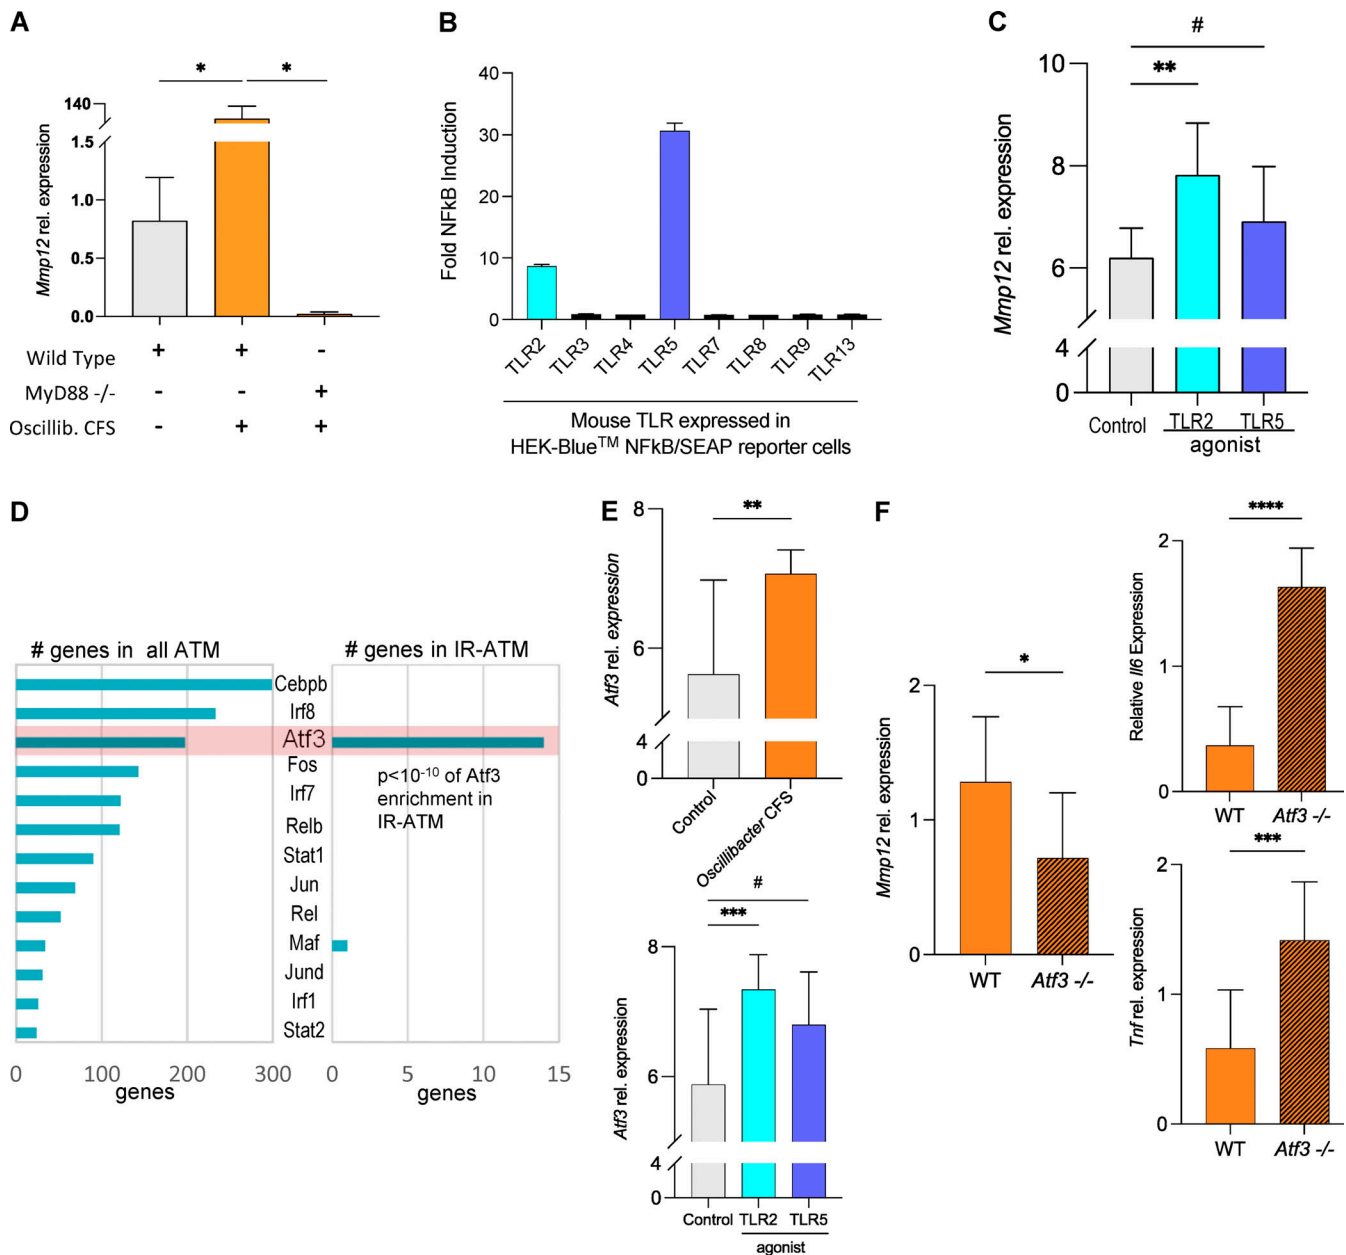 A
*
*
140
1.5
1.0
0.5
0.0
Mmp12 rel. expression
Wild Type + + -
MyD88 -/- - - +
Oscillib. CFS - + +
B
40
30
20
10
0
Fold NFkB Induction
TLR2 TLR3 TLR4 TLR5 TLR7 TLR8 TLR9 TLR13
Mouse TLR expressed in
HEK-Blue™ NFkB/SEAP reporter cells
C
#
**
10
8
6
4
0
Mmp12 rel. expression
Control TLR2 TLR5
agonist
D
# genes in all ATM
# genes in IR-ATM
Cebpb
Irf8
Atf3
Fos
Irf7
Relb
Stat1
Jun
Rel
Maf
Jund
Irf1
Stat2
p<10⁻¹⁰ of Atf3
enrichment in
IR-ATM
0 100 200 300
genes
0 5 10 15
genes
E
**
8
6
4
0
Atf3 rel. expression
Control Oscillibacter CFS
#
***
8
6
4
0
Atf3 rel. expression
Control TLR2 TLR5
agonist
F
*
2
1
0
Mmp12 rel. expression
WT Atf3 -/-
****
2
1
0
Relative Il6 Expression
WT Atf3 -/-
***
2
1
0
Tnf rel. expression
WT Atf3 -/-